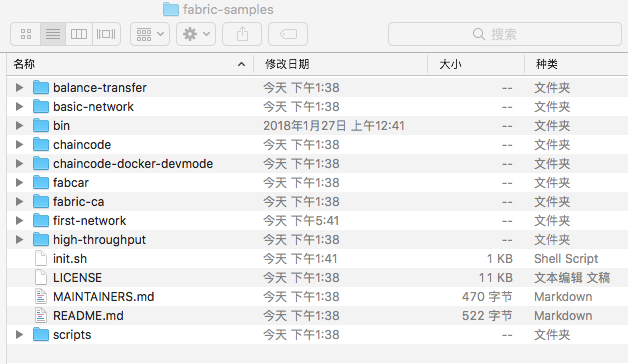 fabric-samples
搜索
名称 修改日期 大小 种类
balance-transfer 今天 下午1:38 -- 文件夹
basic-network 今天 下午1:38 -- 文件夹
bin 2018年1月27日 上午12:41 -- 文件夹
chaincode 今天 下午1:38 -- 文件夹
chaincode-docker-devmode 今天 下午1:38 -- 文件夹
fabcar 今天 下午1:38 -- 文件夹
fabric-ca 今天 下午1:38 -- 文件夹
first-network 今天 下午5:41 -- 文件夹
high-throughput 今天 下午1:38 -- 文件夹
init.sh 今天 下午1:41 1 KB Shell Script
LICENSE 今天 下午1:38 11 KB 文本编辑 文稿
MAINTAINERS.md 今天 下午1:38 470 字节 Markdown
README.md 今天 下午1:38 522 字节 Markdown
scripts 今天 下午1:38 -- 文件夹